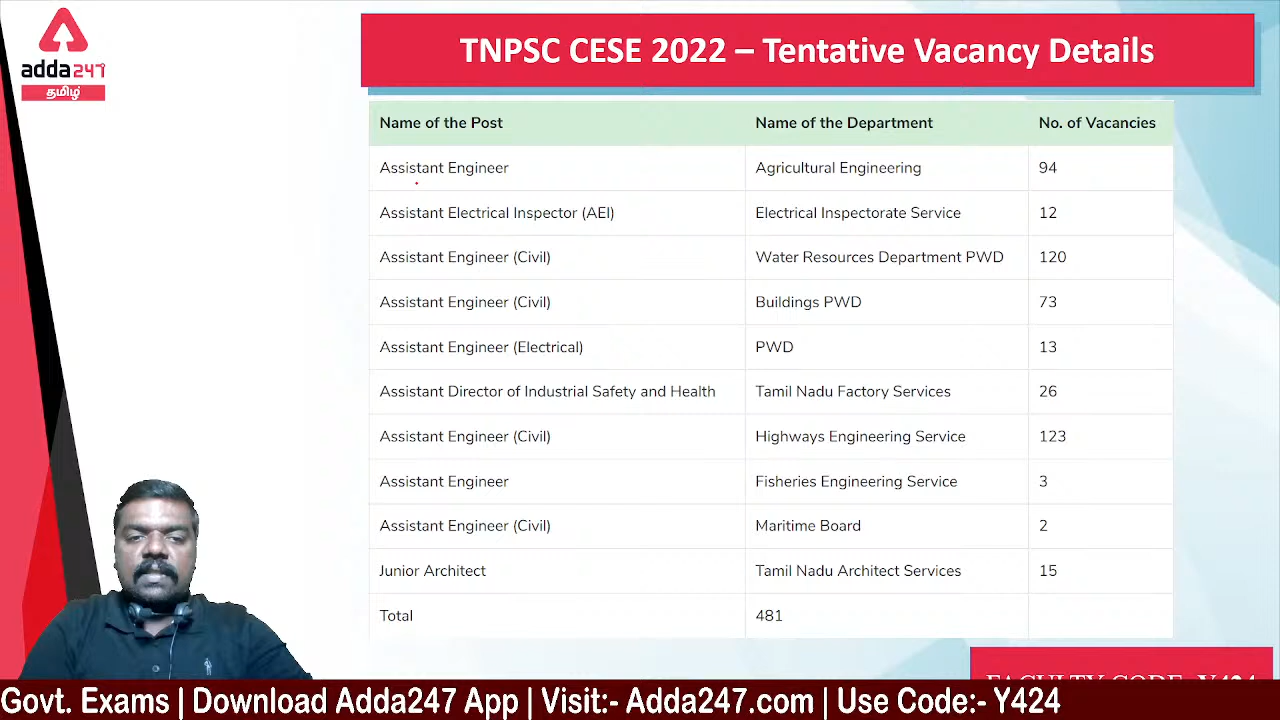 adda247
தமிழ்
TNPSC CESE 2022 – Tentative Vacancy Details
Name of the Post Name of the Department No. of Vacancies
Assistant Engineer Agricultural Engineering 94
Assistant Electrical Inspector (AEI) Electrical Inspectorate Service 12
Assistant Engineer (Civil) Water Resources Department PWD 120
Assistant Engineer (Civil) Buildings PWD 73
Assistant Engineer (Electrical) PWD 13
Assistant Director of Industrial Safety and Health Tamil Nadu Factory Services 26
Assistant Engineer (Civil) Highways Engineering Service 123
Assistant Engineer Fisheries Engineering Service 3
Assistant Engineer (Civil) Maritime Board 2
Junior Architect Tamil Nadu Architect Services 15
Total 481
FACULTY CODE- Y424
Govt. Exams | Download Adda247 App | Visit:- Adda247.com | Use Code:- Y424